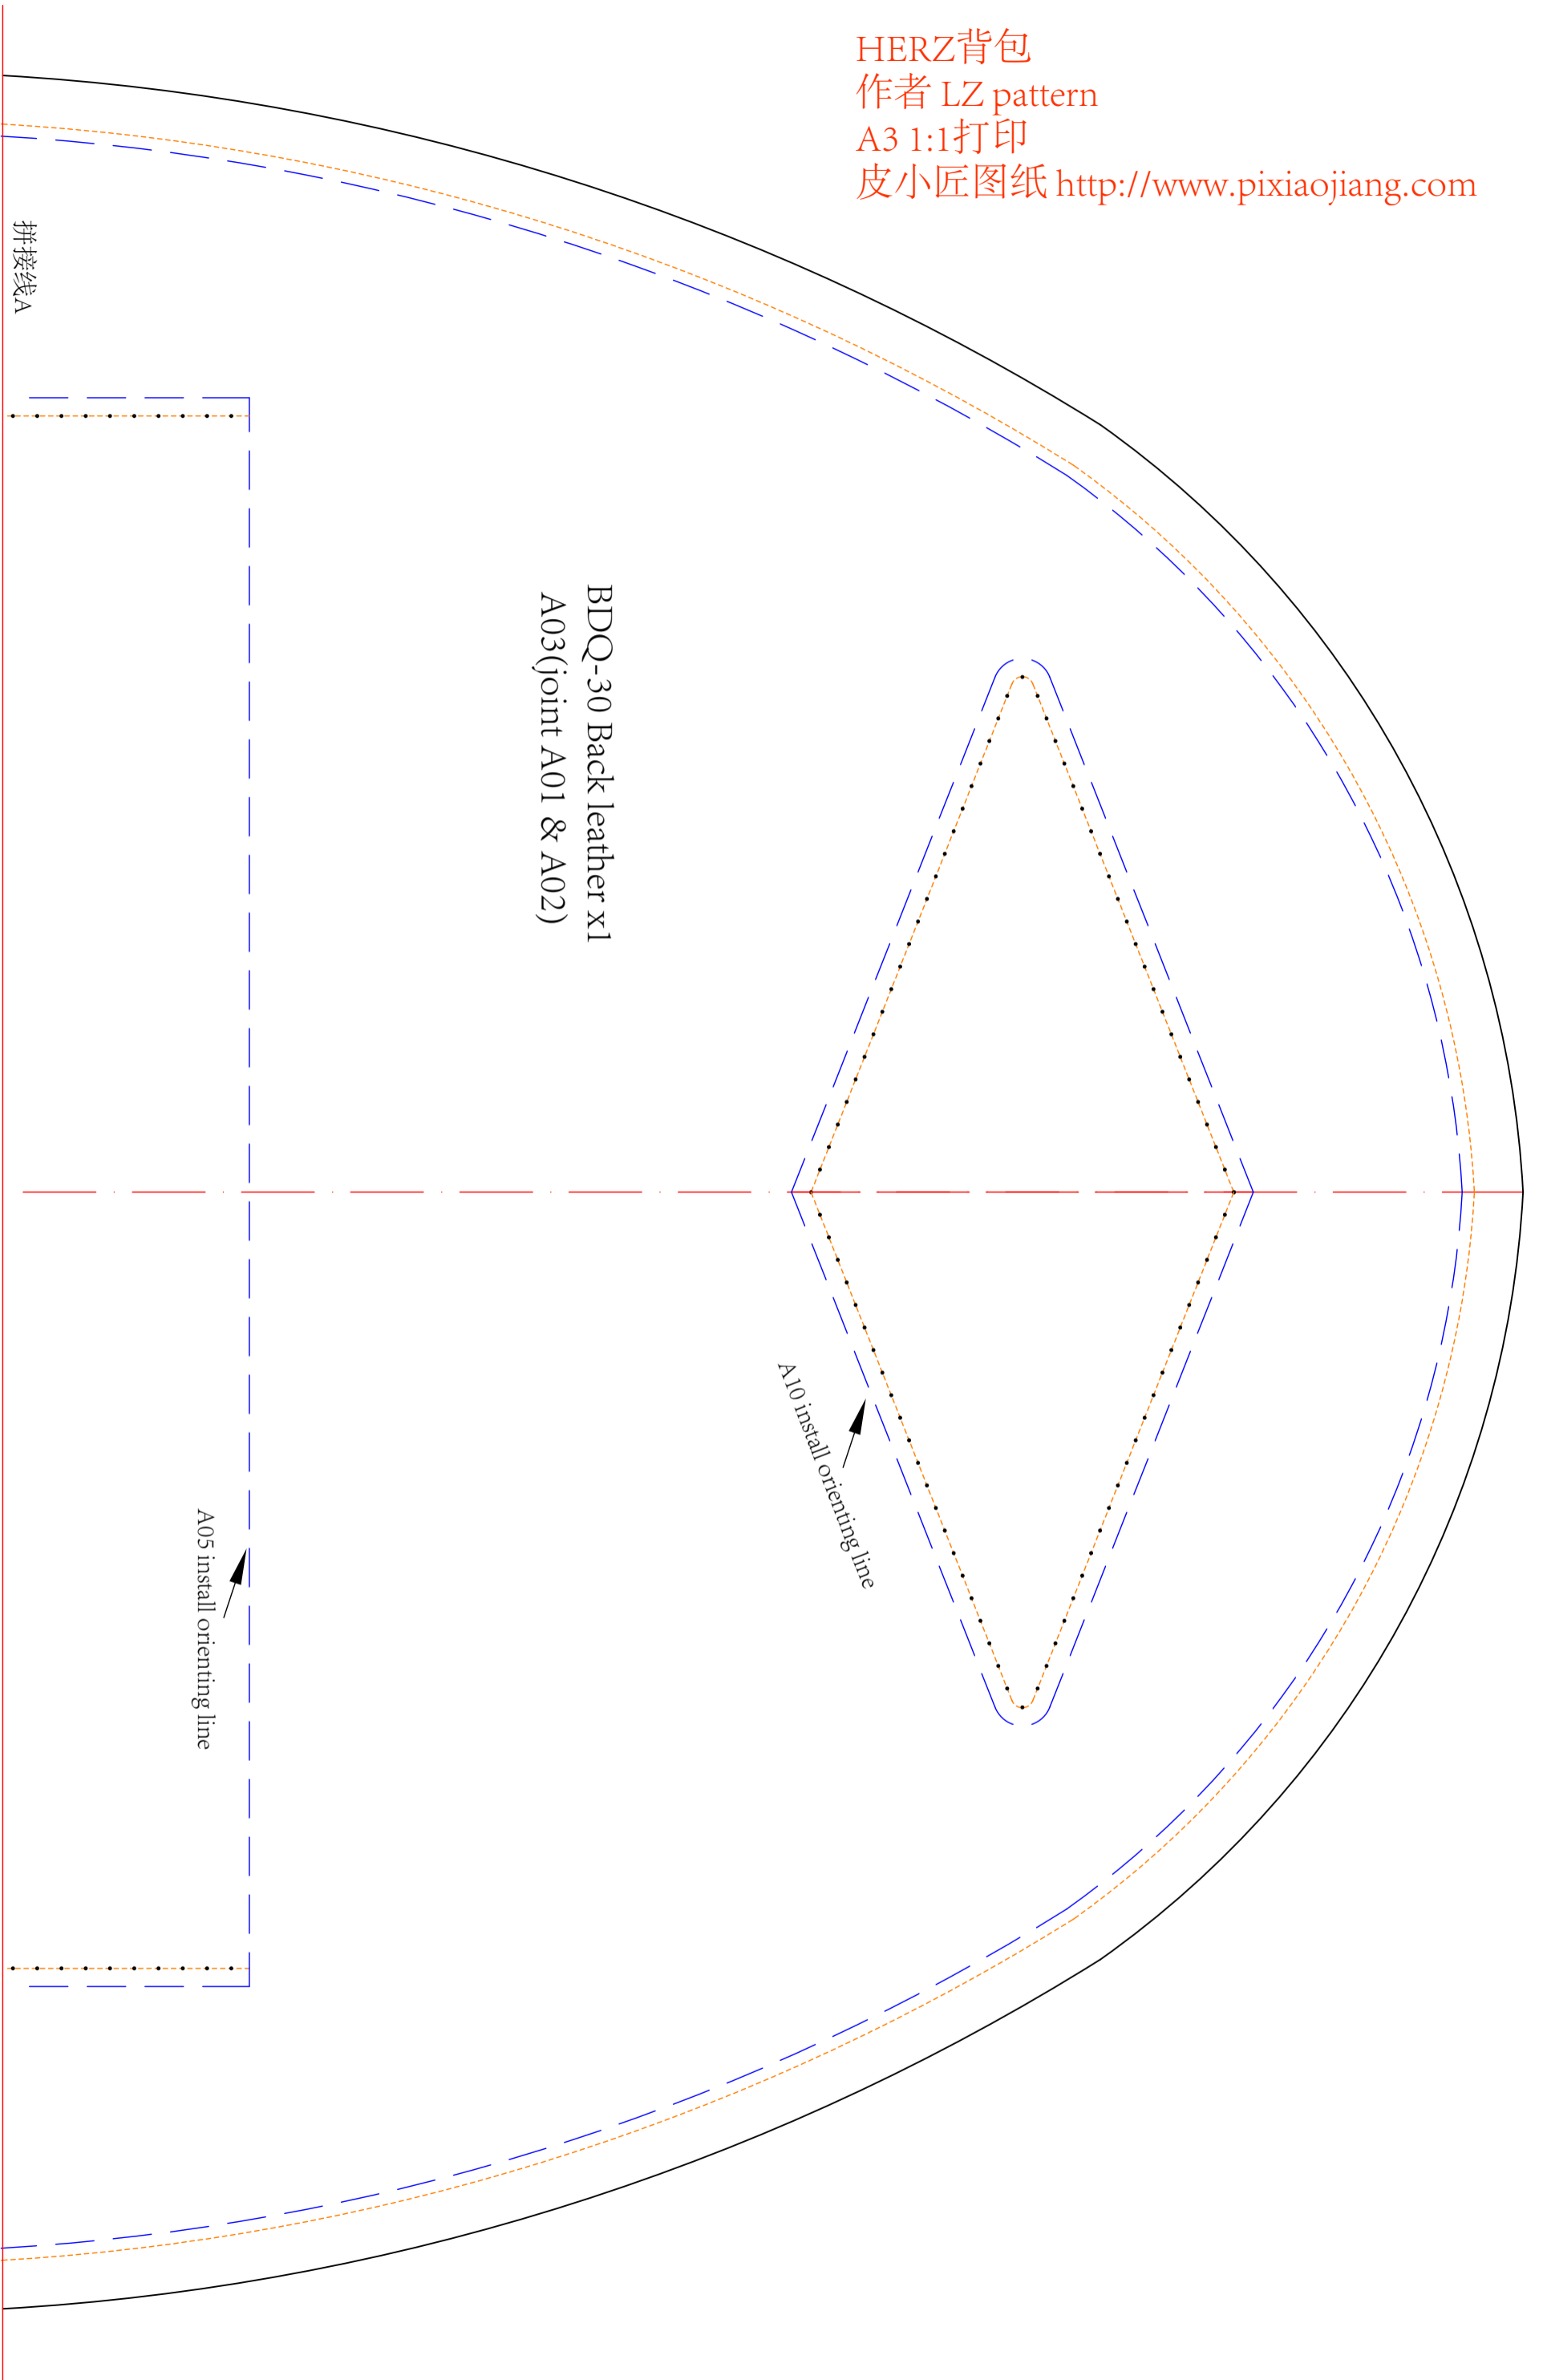 HERZ背包
作者 LZ pattern
A3 1:1打印
皮小匠图纸 http://www.pixiaojiang.com
拼接线A
BDQ-30 Back leather x1
A03(joint A01 & A02)
A10 install orienting line
A05 install orienting line